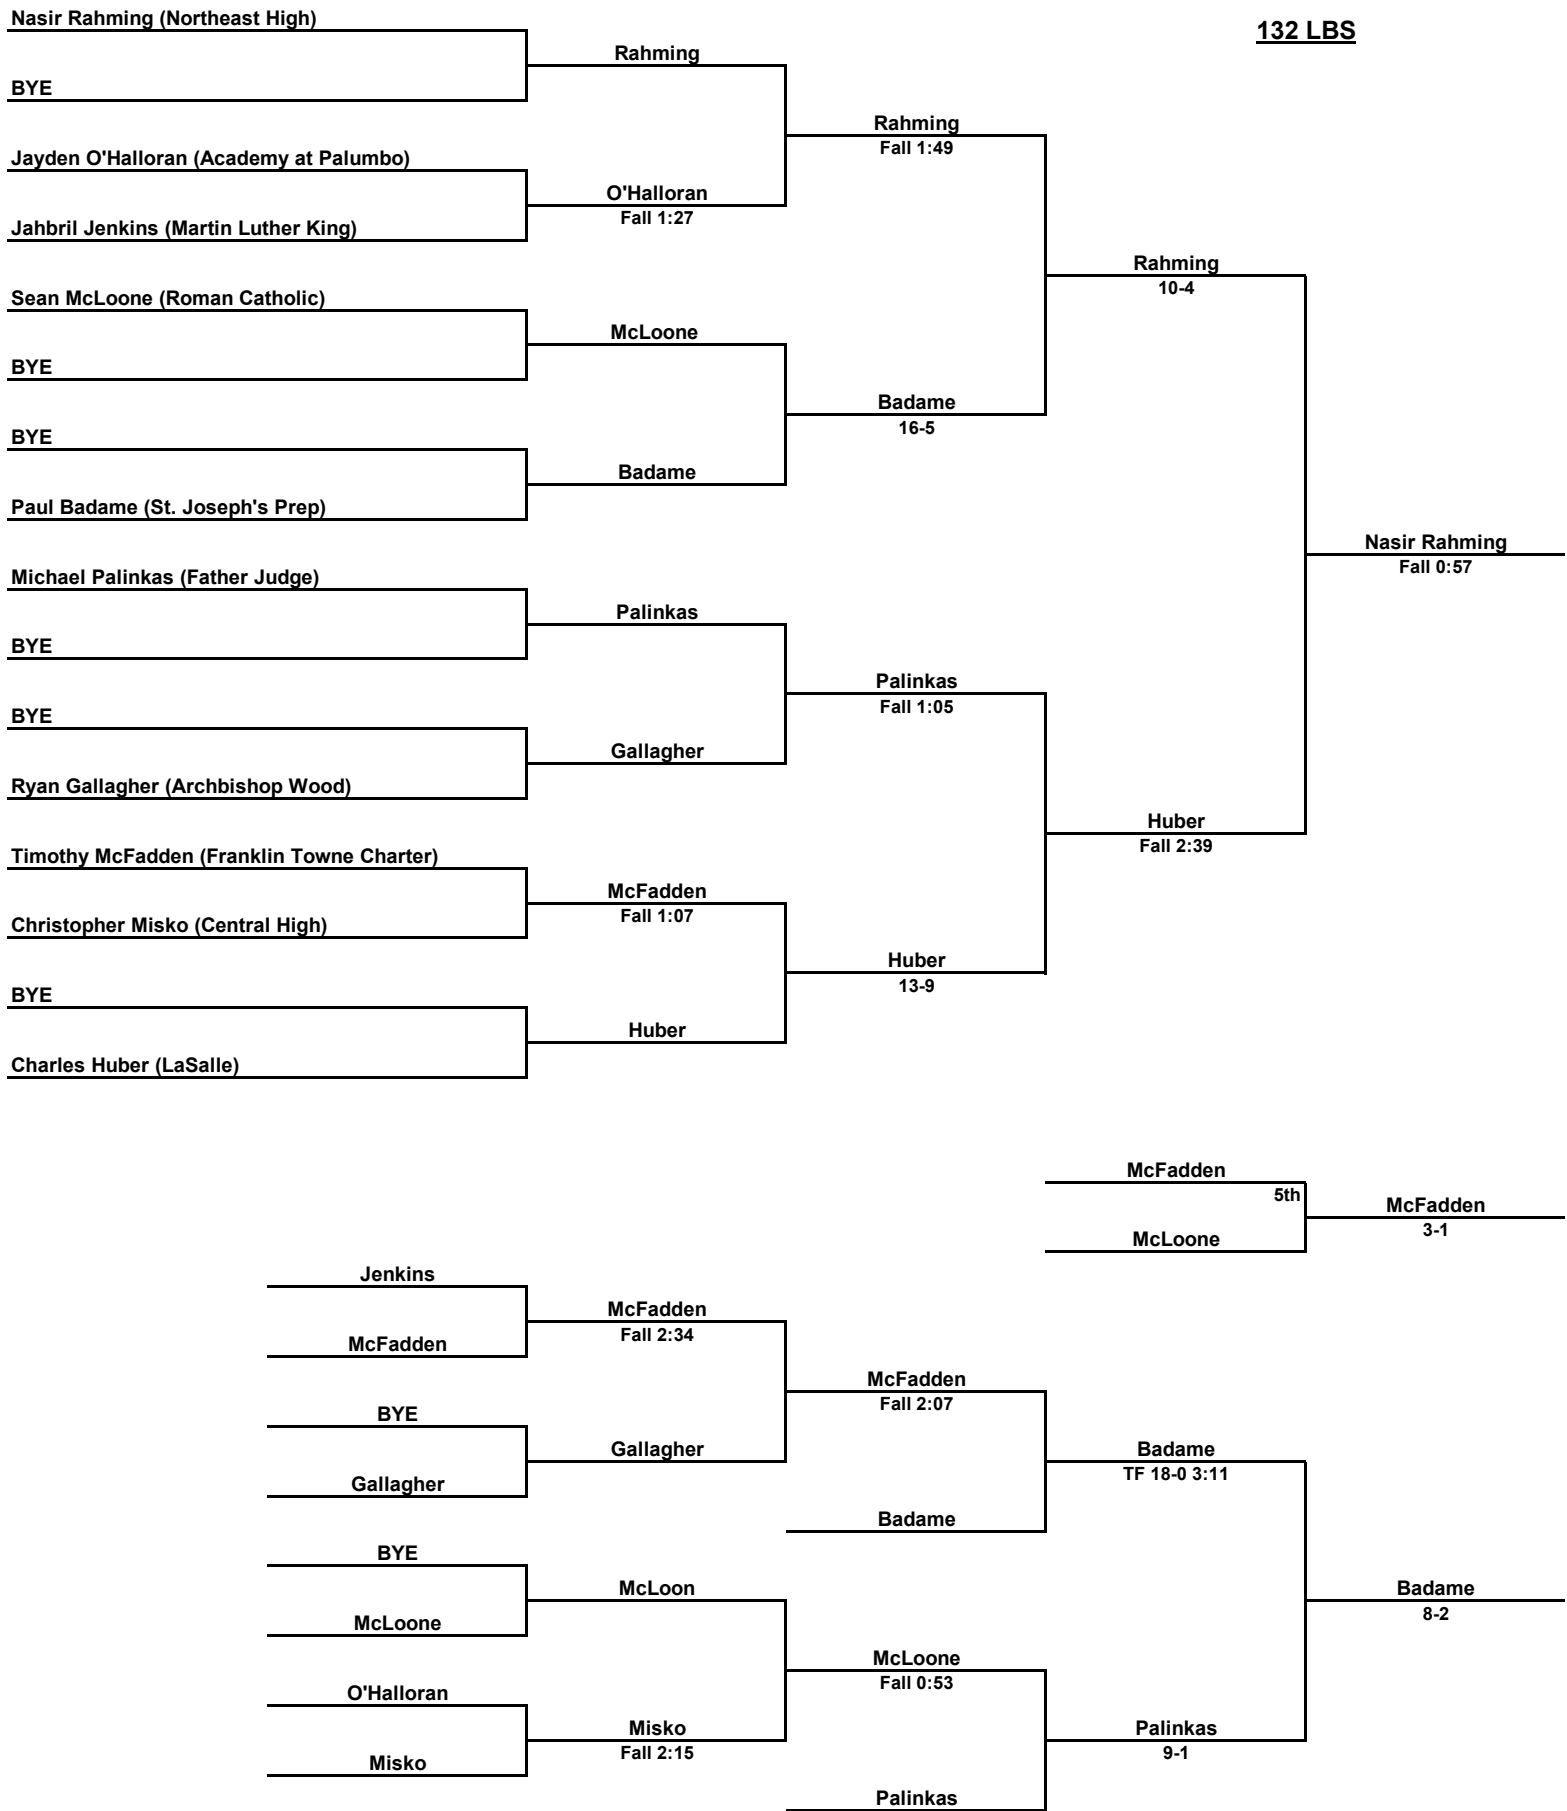 Nasir Rahming (Northeast High)
132 LBS
Rahming
BYE
Rahming
Fall 1:49
Jayden O'Halloran (Academy at Palumbo)
O'Halloran
Fall 1:27
Jahbril Jenkins (Martin Luther King)
Rahming
10-4
Sean McLoone (Roman Catholic)
McLoone
BYE
Badame
16-5
BYE
Badame
Paul Badame (St. Joseph's Prep)
Nasir Rahming
Fall 0:57
Michael Palinkas (Father Judge)
Palinkas
BYE
Palinkas
Fall 1:05
BYE
Gallagher
Ryan Gallagher (Archbishop Wood)
Huber
Fall 2:39
Timothy McFadden (Franklin Towne Charter)
McFadden
Fall 1:07
Christopher Misko (Central High)
Huber
13-9
BYE
Huber
Charles Huber (LaSalle)
McFadden
5th
McFadden
3-1
McLoone
Jenkins
McFadden
Fall 2:34
McFadden
McFadden
Fall 2:07
BYE
Gallagher
Badame
TF 18-0 3:11
Gallagher
Badame
BYE
McLoon
Badame
8-2
McLoone
McLoone
Fall 0:53
O'Halloran
Misko
Fall 2:15
Palinkas
9-1
Misko
Palinkas